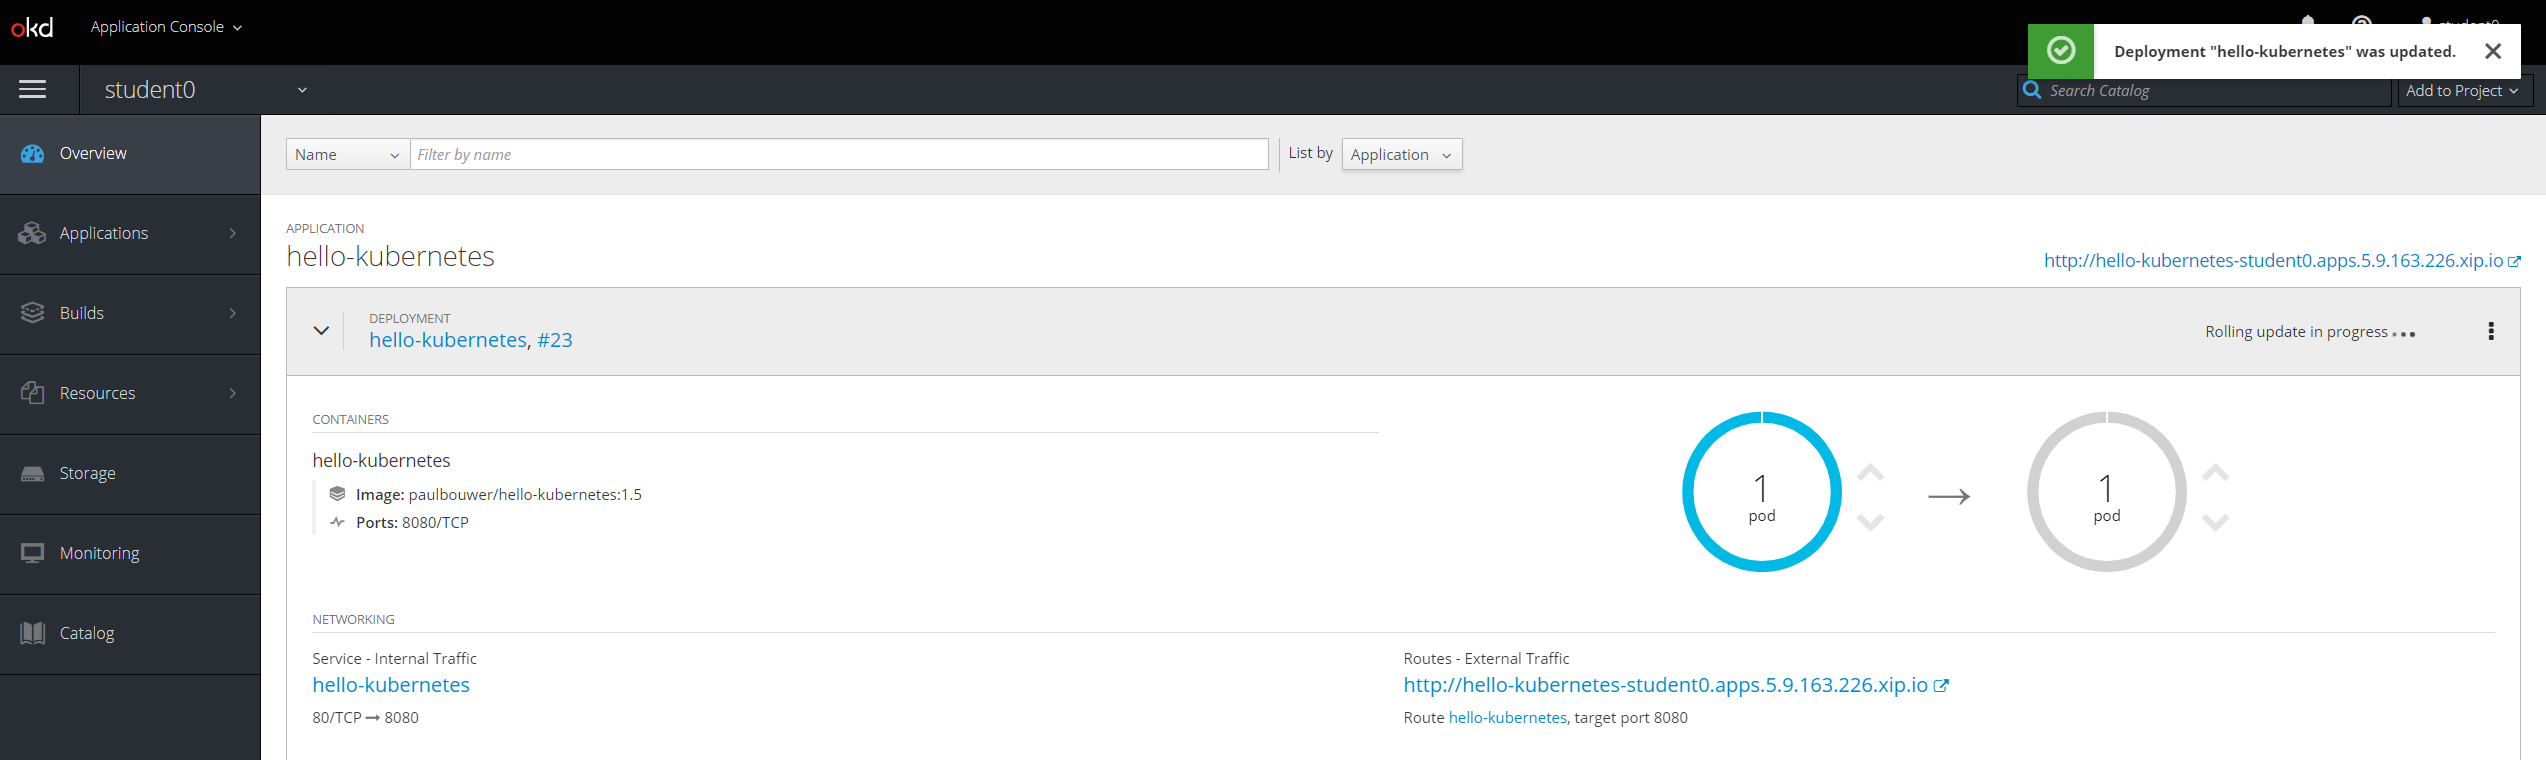 okd
Application Console
student0
Deployment "hello-kubernetes" was updated.
student0
Search Catalog
Add to Project
Overview
Applications
Builds
Resources
Storage
Monitoring
Catalog
Name
Filter by name
List by
Application
APPLICATION
hello-kubernetes
http://hello-kubernetes-student0.apps.5.9.163.226.xip.io
DEPLOYMENT
hello-kubernetes, #23
Rolling update in progress
CONTAINERS
hello-kubernetes
Image: paulbouwer/hello-kubernetes:1.5
Ports: 8080/TCP
1
pod
→
1
pod
NETWORKING
Service - Internal Traffic
hello-kubernetes
80/TCP → 8080
Routes - External Traffic
http://hello-kubernetes-student0.apps.5.9.163.226.xip.io
Route hello-kubernetes, target port 8080